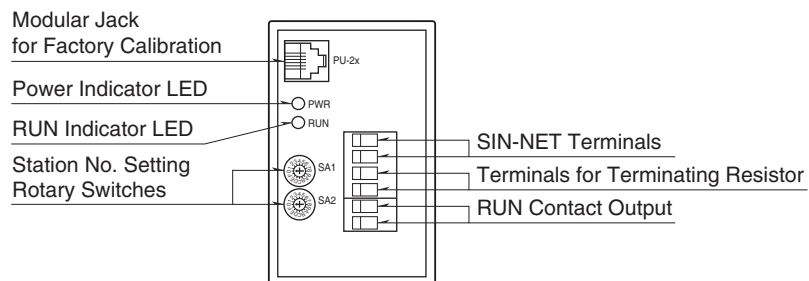 Modular Jack
for Factory Calibration
Power Indicator LED
RUN Indicator LED
Station No. Setting
Rotary Switches
PU-2x
PWR
RUN
SA1
SA2
SIN-NET Terminals
Terminals for Terminating Resistor
RUN Contact Output